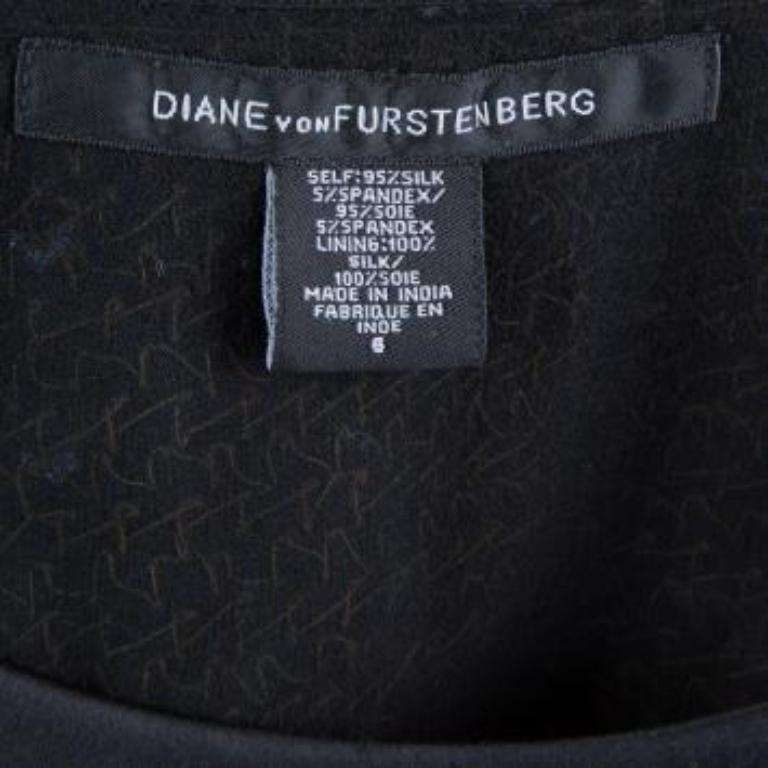 DIANE VON FURSTENBERG
SELF:95%SILK
5%SPANDEX/
95%SOIE
5%SPANDEX
LINING:100%
SILK/
100%SOIE
MADE IN INDIA
FABRIQUE EN
INDE
6